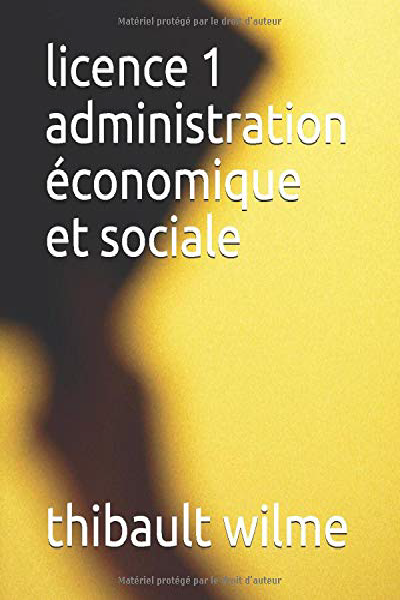 Matériel protégé par le droit d'auteur
licence 1
administration
économique
et sociale
thibault wilme
Matériel protégé par le droit d'auteur